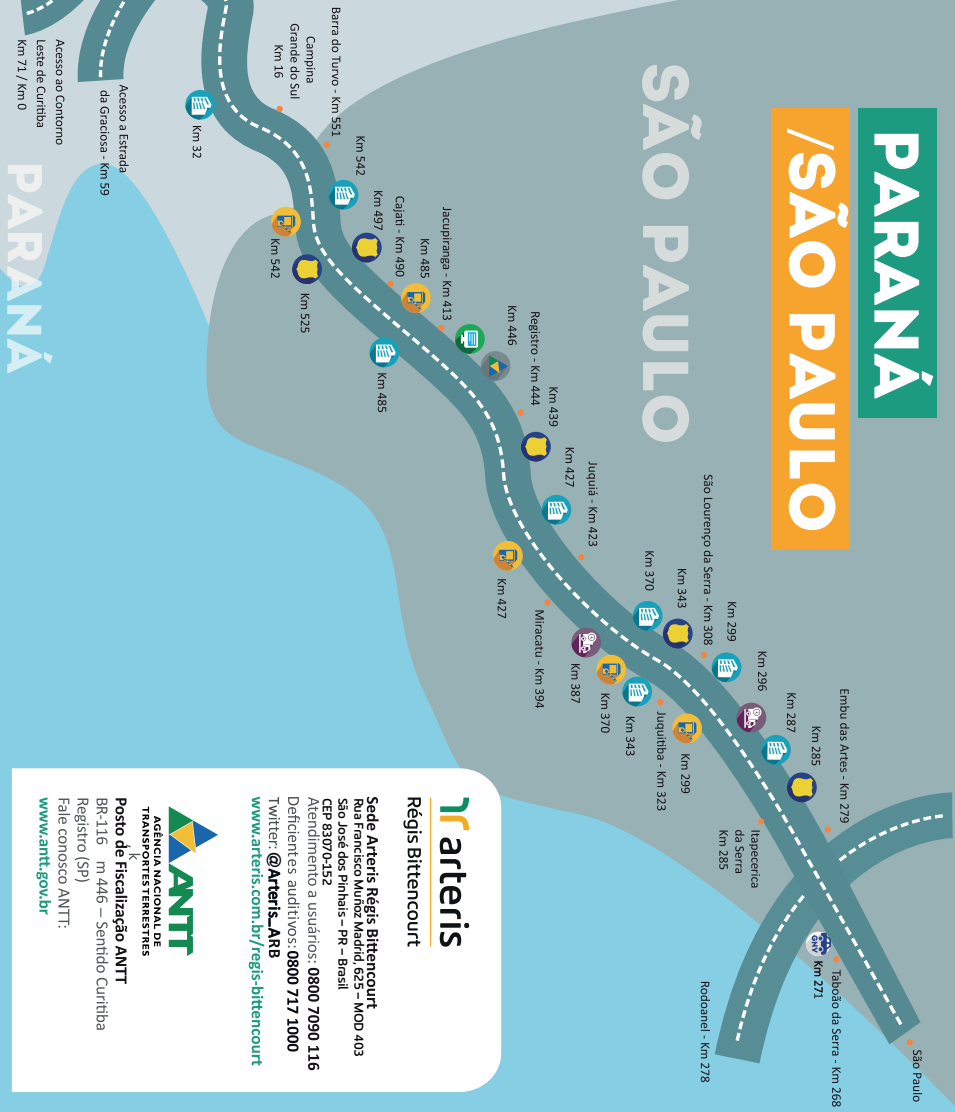 PARANÁ
/SÃO PAULO
SÃO PAULO
PARANÁ
Acesso ao Contorno
Leste de Curitiba
Km 71 / Km 0
Acesso a Estrada
da Graciosa - Km 59
Km 32
Campina
Grande do Sul
Km 16
Barra do Turvo - Km 551
Km 542
Km 542
Km 497
Km 525
Cajati - Km 490
Km 485
Km 485
Jacupiranga - Km 413
Km 446
Registro - Km 444
Km 439
Km 427
Km 427
Juquiá - Km 423
Miracatu - Km 394
Km 387
Km 370
Km 370
Km 343
Km 343
Juquitiba - Km 323
São Lourenço da Serra - Km 308
Km 299
Km 299
Km 296
Km 287
Km 285
Itapecerica
da Serra
Km 285
Embu das Artes - Km 279
Rodoanel - Km 278
GNV
Km 271
Taboão da Serra - Km 268
São Paulo
arteris
Régis Bittencourt
Sede Arteris Régis Bittencourt
Rua Francisco Muñoz Madrid, 625 – MOD 403
São José dos Pinhais – PR – Brasil
CEP 83070-152
Atendimento a usuários: 0800 7090 116
Deficientes auditivos: 0800 717 1000
Twitter: @Arteris_ARB
www.arteris.com.br/regis-bittencourt
ANTT
AGÊNCIA NACIONAL DE
TRANSPORTES TERRESTRES
k
Posto de Fiscalização ANTT
BR-116 m 446 – Sentido Curitiba
Registro (SP)
Fale conosco ANTT:
www.antt.gov.br